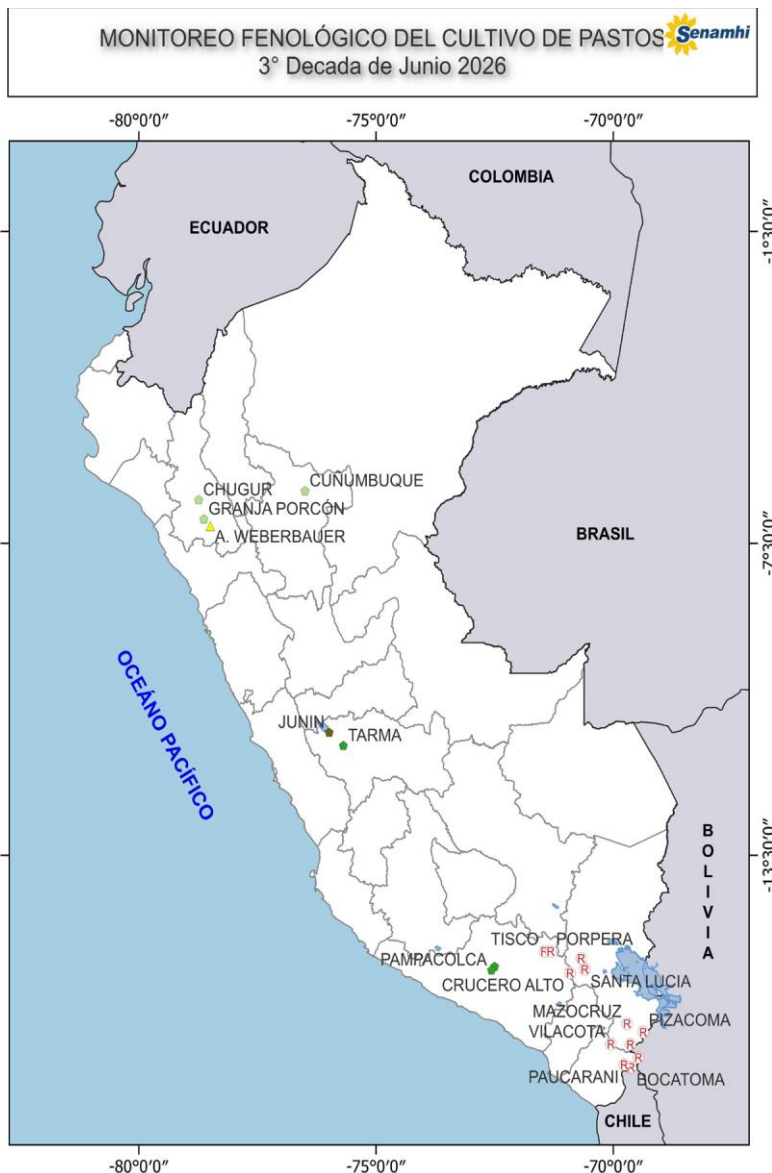 MONITOREO FENOLÓGICO DEL CULTIVO DE PASTOS
Senamhi
3° Decada de Junio 2026
-80°0'0" -75°0'0" -70°0'0"
COLOMBIA
ECUADOR
-1°30'0"
CUÑUMBUQUE
CHUGUR
GRANJA PORCÓN
A. WEBERBAUER
BRASIL
-7°30'0"
OCEÁNO PACÍFICO
JUNIN
TARMA
BOLIVIA
-13°30'0"
TISCO PORPERA
PAMPACOLCA
R R
R
R R
CRUCERO ALTO
SANTA LUCIA
MAZOCRUZ
R
PIZACOMA
VILACOTA
R
R R
R
PAUCARANI
R R
BOCATOMA
CHILE
-80°0'0" -75°0'0" -70°0'0"